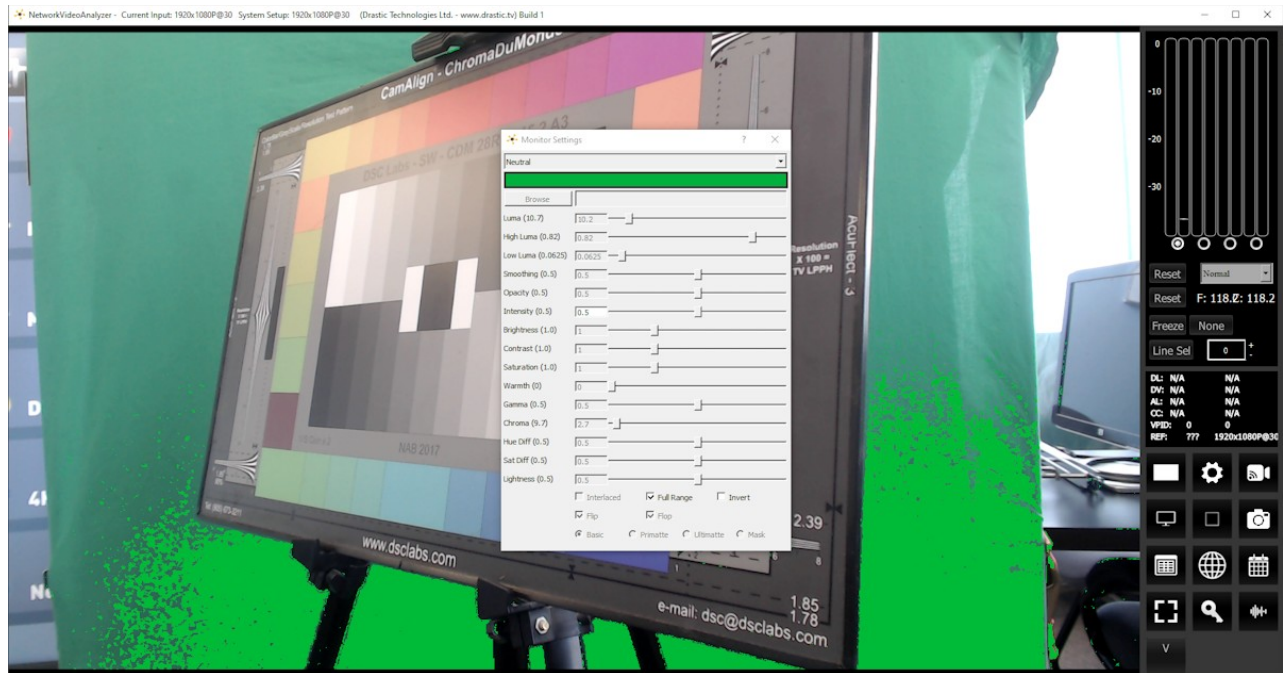 NetworkVideoAnalyzer - Current Input: 1920x1080P@30 System Setup: 1920x1080P@30 (Drastic Technologies Ltd. - www.drastic.tv) Build 1
CamAlign - ChromaDuMonde
DSC Labs - SW - CDM 28R
NAB 2017
www.dsclabs.com
e-mail: dsc@dsclabs.com
Resolution
X 100 =
TV LPPH
2.39
1.85
1.78
Monitor Settings
Neutral
Browse
Luma (10.7) 10.2
High Luma (0.82) 0.82
Low Luma (0.0625) 0.0625
Smoothing (0.5) 0.5
Opacity (0.5) 0.5
Intensity (0.5) 0.5
Brightness (1.0) 1
Contrast (1.0) 1
Saturation (1.0) 1
Warmth (0) 0
Gamma (0.5) 0.5
Chroma (9.7) 2.7
Hue Diff (0.5) 0.5
Sat Diff (0.5) 0.5
Lightness (0.5) 0.5
Interlaced Full Range Invert
Flip Flop
Basic Primatte Ultimatte Mask
0
-10
-20
-30
Reset Normal
Reset F: 118.2 Z: 118.2
Freeze None
Line Sel 0 + -
DL: N/A N/A
DV: N/A N/A
AL: N/A N/A
CC: N/A N/A
VPID: 0 0
REF: ??? 1920x1080P@30
V